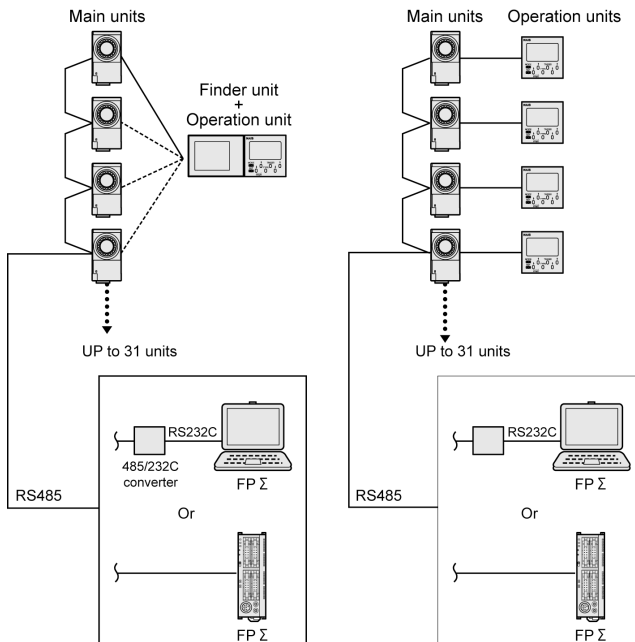 Main units
Finder unit
+
Operation unit
UP to 31 units
RS485
RS232C
485/232C
converter
FP Σ
Or
FP Σ
Main units
Operation units
UP to 31 units
RS485
RS232C
FP Σ
Or
FP Σ